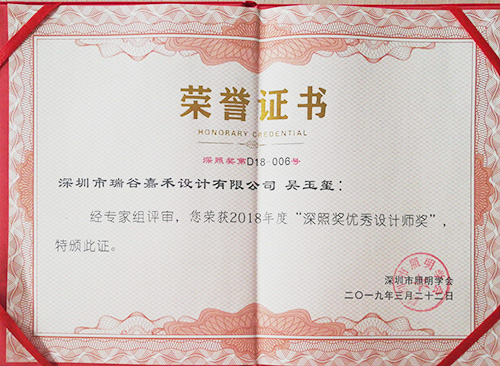 荣誉证书
HONORARY CREDENTIAL
深照奖第D18-006号
深圳市瑞谷嘉禾设计有限公司 吴玉玺：
经专家组评审，您荣获2018年度“深照奖优秀设计师奖”，
特颁此证。
深圳市照明学会
二〇一九年三月二十二日